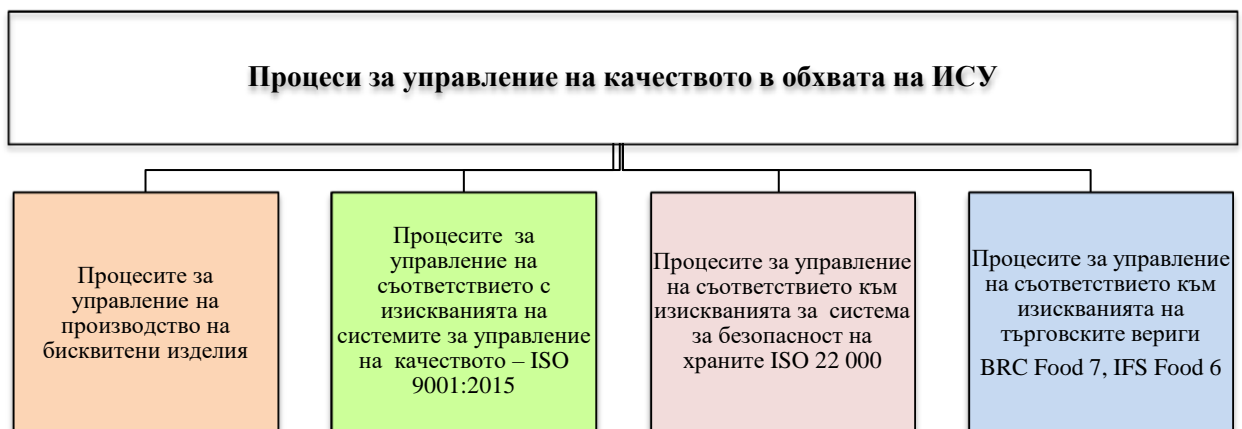 Процеси за управление на качеството в обхвата на ИСУ
Процесите за
управление на
производство на
бисквитени изделия
Процесите за
управление на
съответствието с
изискванията на
системите за управление
на качеството – ISO
9001:2015
Процесите за управление
на съответствието към
изискванията за система
за безопасност на
храните ISO 22 000
Процесите за управление
на съответствието към
изискванията на
търговските вериги
BRC Food 7, IFS Food 6